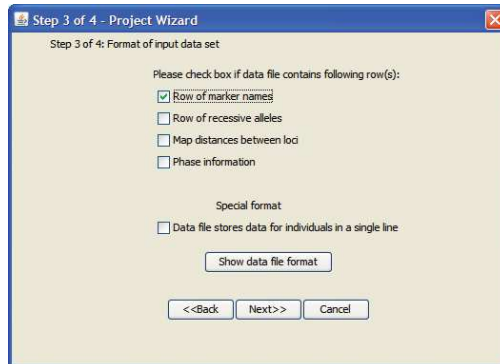 Step 3 of 4 - Project Wizard
Step 3 of 4: Format of input data set
Please check box if data file contains following row(s):
Row of marker names
Row of recessive alleles
Map distances between loci
Phase information
Special format
Data file stores data for individuals in a single line
Show data file format
<<Back Next>> Cancel